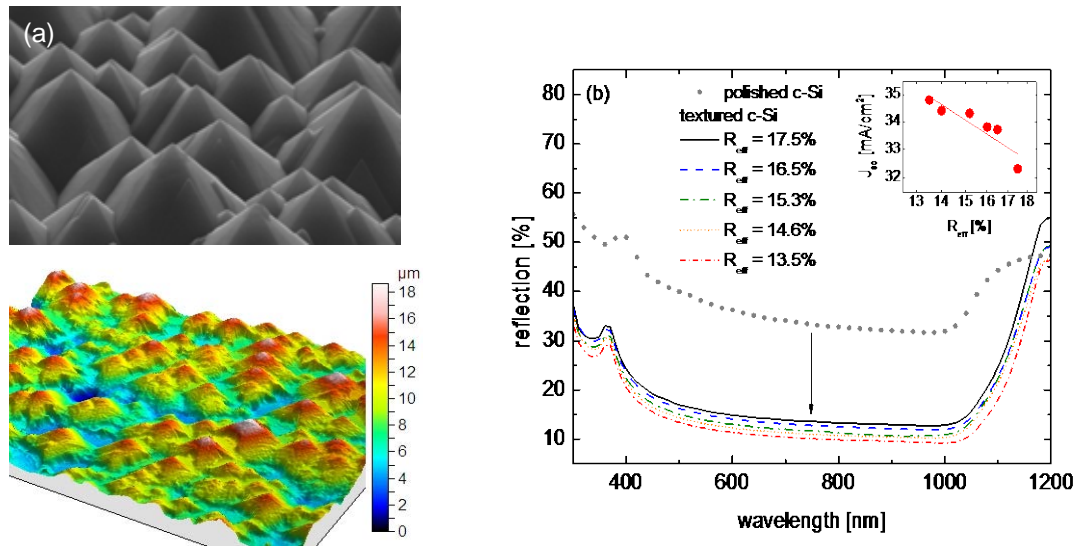 (a)
µm
18
16
14
12
10
8
6
4
2
0
(b)
polished c-Si
textured c-Si
R_eff = 17.5%
R_eff = 16.5%
R_eff = 15.3%
R_eff = 14.6%
R_eff = 13.5%
reflection [%]
80
70
60
50
40
30
20
10
400
600
800
1000
1200
wavelength [nm]
J_sc [mA/cm²]
35
34
33
32
13
14
15
16
17
18
R_eff [%]